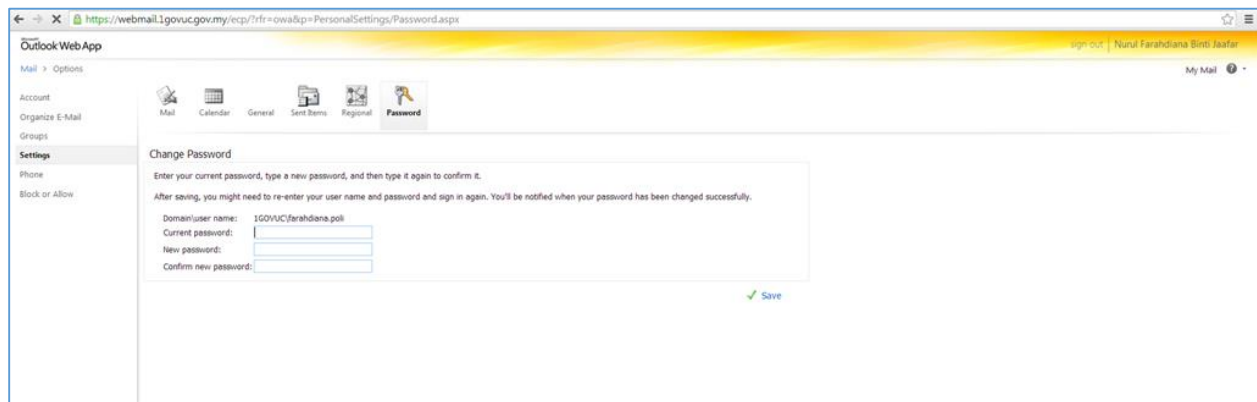 https://webmail.1govuc.gov.my/ecp/?rfr=owa&p=PersonalSettings/Password.aspx
Microsoft
Outlook Web App
sign out | Nurul Farahdiana Binti Jaafar
Mail > Options
My Mail
Account
Organize E-Mail
Groups
Settings
Phone
Block or Allow
Mail Calendar General Sent Items Regional Password
Change Password
Enter your current password, type a new password, and then type it again to confirm it.
After saving, you might need to re-enter your user name and password and sign in again. You'll be notified when your password has been changed successfully.
Domain\user name: 1GOVUC\farahdiana.poli
Current password:
New password:
Confirm new password:
Save